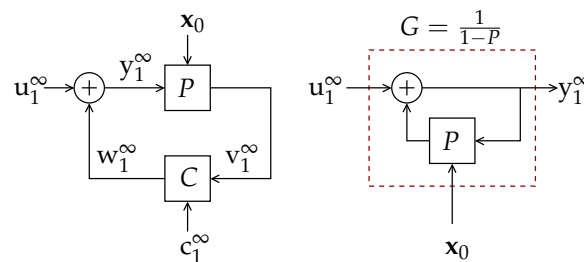 x₀
u₁^∞ + y₁^∞ P
w₁^∞ C v₁^∞
c₁^∞
G = 1/(1−P)
u₁^∞ + y₁^∞
P
x₀